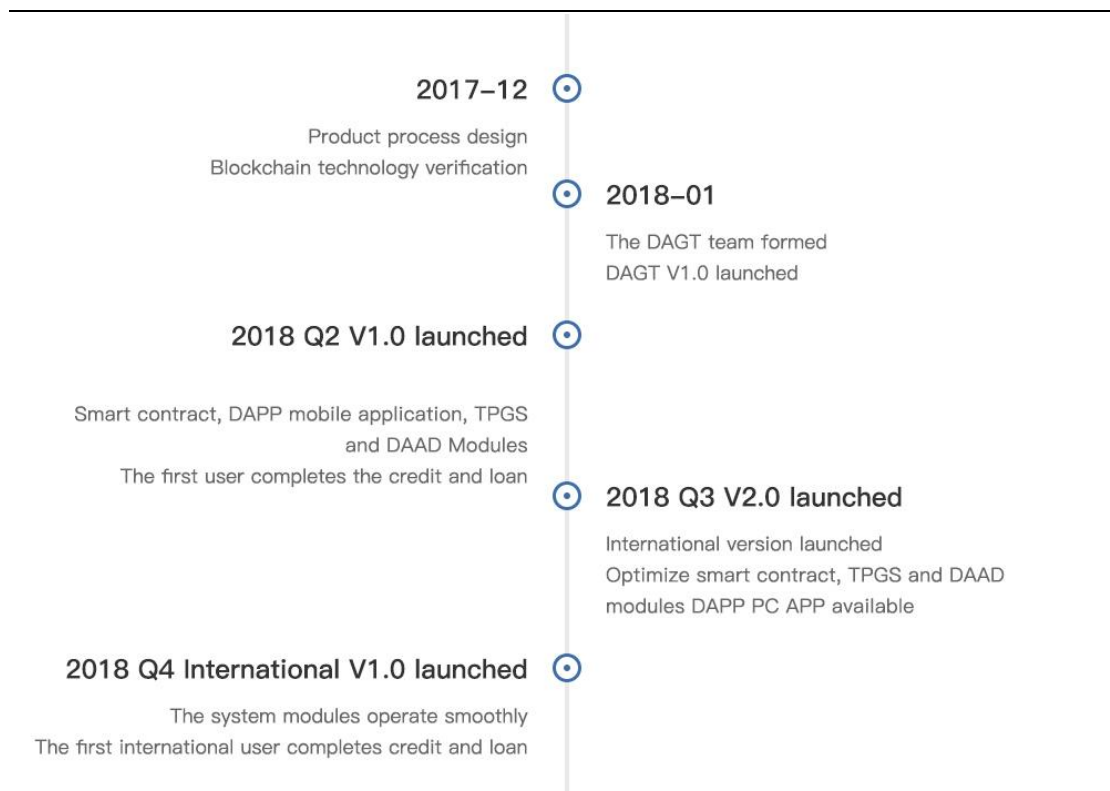 2017–12
Product process design
Blockchain technology verification
2018–01
The DAGT team formed
DAGT V1.0 launched
2018 Q2 V1.0 launched
Smart contract, DAPP mobile application, TPGS
and DAAD Modules
The first user completes the credit and loan
2018 Q3 V2.0 launched
International version launched
Optimize smart contract, TPGS and DAAD
modules DAPP PC APP available
2018 Q4 International V1.0 launched
The system modules operate smoothly
The first international user completes credit and loan